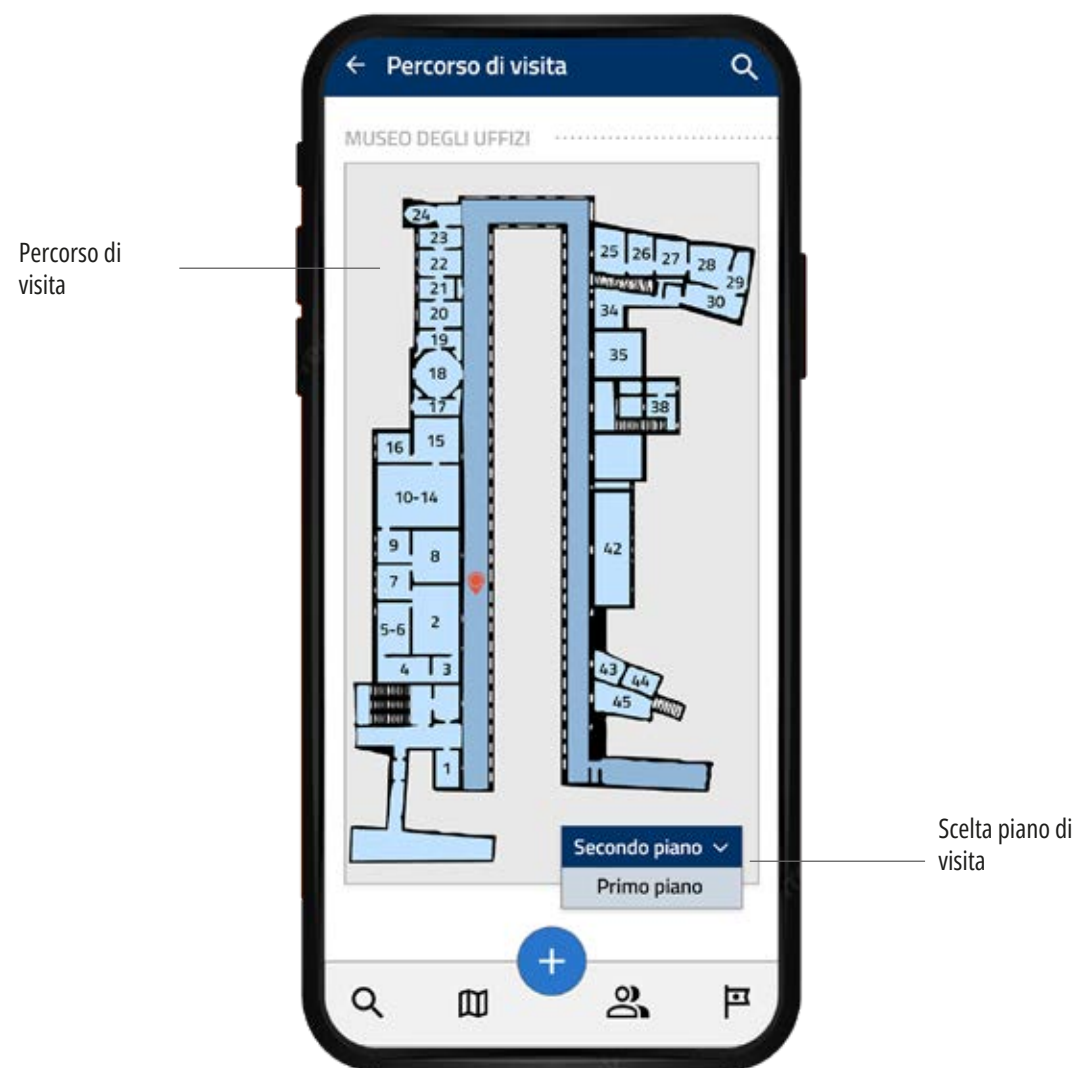 Percorso di visita
MUSEO DEGLI UFFIZI
24
23
25 26 27 28
22
29
21
30
20
34
19
35
18
17
38
16 15
10-14
9 8
42
7
5-6 2
4 3
43 44
45
1
Percorso di
visita
Secondo piano
Primo piano
Scelta piano di
visita